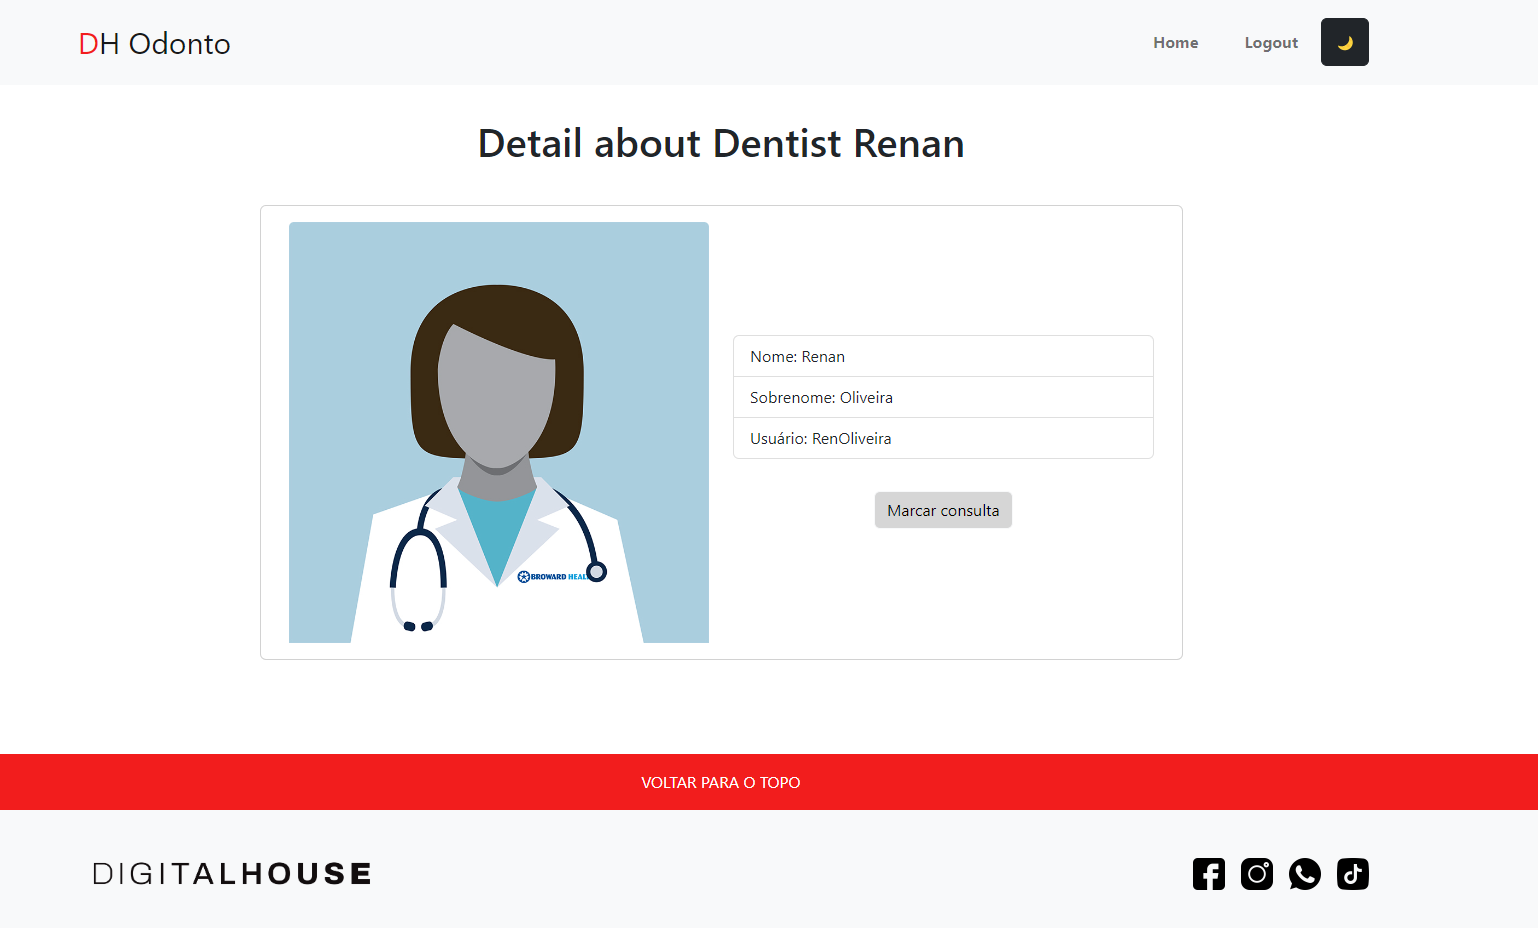 DH Odonto
Home
Logout
Detail about Dentist Renan
Nome: Renan
Sobrenome: Oliveira
Usuário: RenOliveira
Marcar consulta
BROWARD HEAL
VOLTAR PARA O TOPO
DIGITALHOUSE